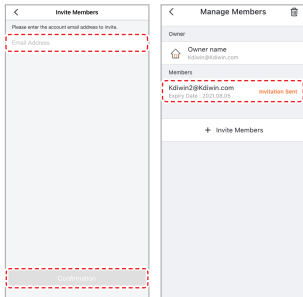 Invite Members
Please enter the account email address to invite.
Email Address
Confirmation
Manage Members
Owner
Owner name
Kdiwin@Kdiwin.com
Members
Kdiwin2@Kdiwin.com
Expiry Date : 2021.08.05
Invitation Sent
+ Invite Members